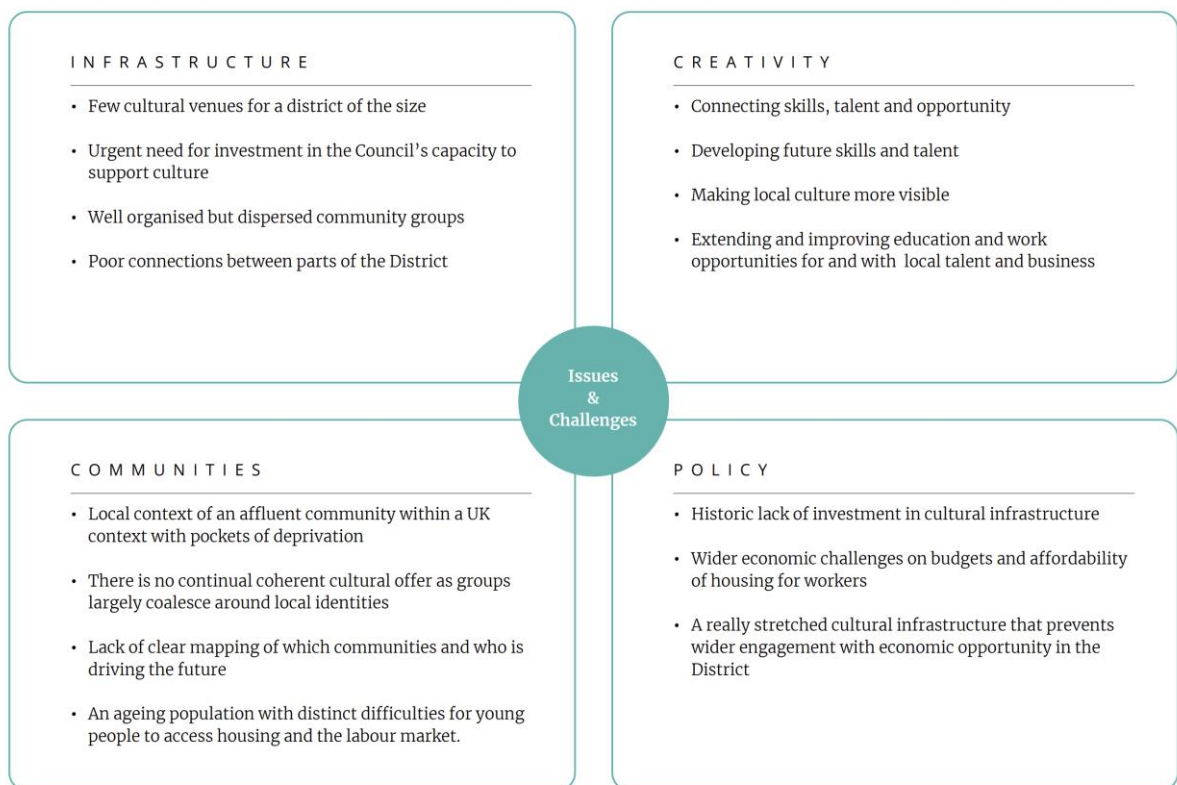 INFRASTRUCTURE
• Few cultural venues for a district of the size
• Urgent need for investment in the Council’s capacity to
support culture
• Well organised but dispersed community groups
• Poor connections between parts of the District
CREATIVITY
• Connecting skills, talent and opportunity
• Developing future skills and talent
• Making local culture more visible
• Extending and improving education and work
opportunities for and with local talent and business
Issues
&
Challenges
COMMUNITIES
• Local context of an affluent community within a UK
context with pockets of deprivation
• There is no continual coherent cultural offer as groups
largely coalesce around local identities
• Lack of clear mapping of which communities and who is
driving the future
• An ageing population with distinct difficulties for young
people to access housing and the labour market.
POLICY
• Historic lack of investment in cultural infrastructure
• Wider economic challenges on budgets and affordability
of housing for workers
• A really stretched cultural infrastructure that prevents
wider engagement with economic opportunity in the
District